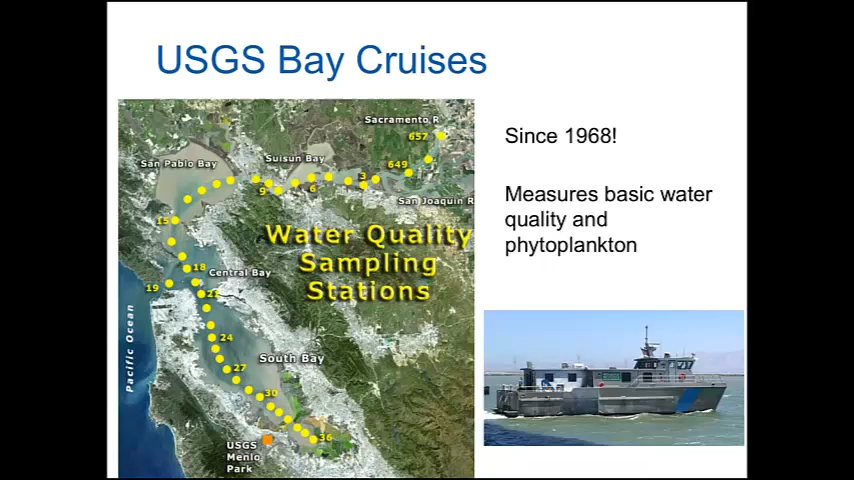 USGS Bay Cruises
Since 1968!
Measures basic water
quality and
phytoplankton
Sacramento R
657
San Pablo Bay
Suisun Bay
649
3
9
6
San Joaquin R
15
Water Quality
Sampling
Stations
18
Central Bay
19
21
Pacific Ocean
24
South Bay
27
30
36
USGS
Menlo
Park